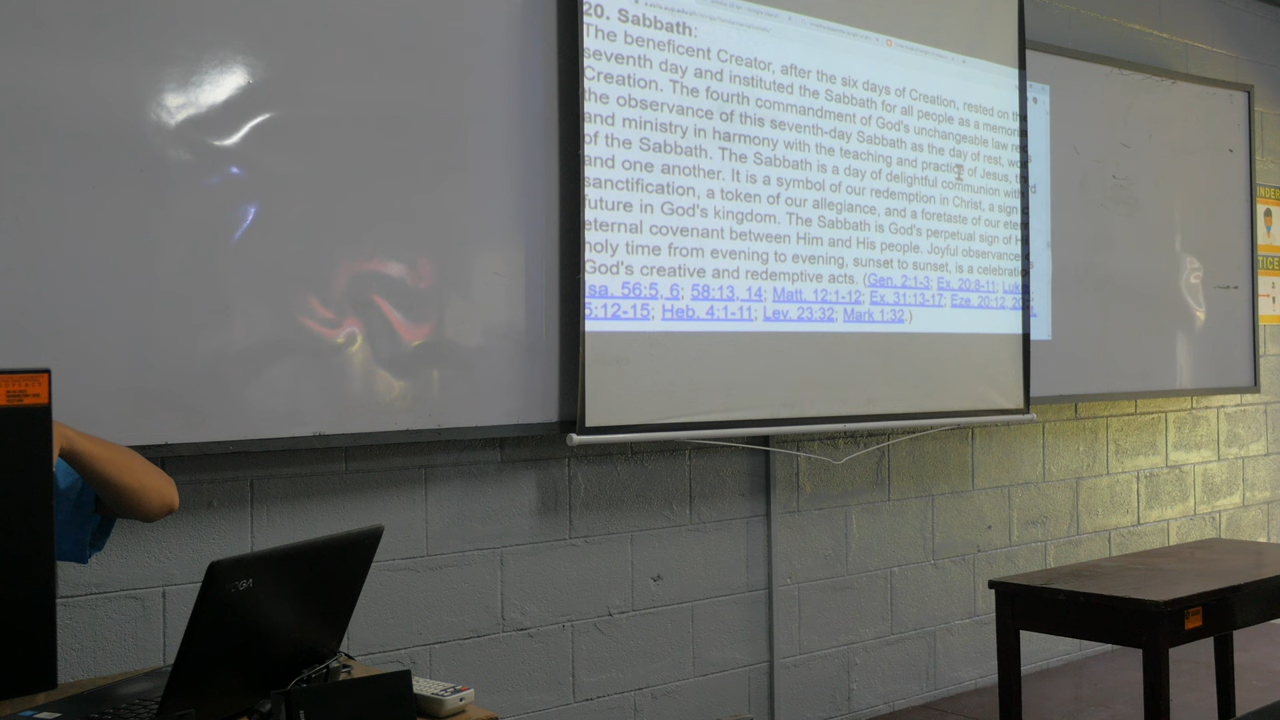 20. Sabbath:
The beneficent Creator, after the six days of Creation, rested on
seventh day and instituted the Sabbath for all people as a
Creation. The fourth commandment of God's unchangeable law
the observance of this seventh-day Sabbath as the day of rest,
and ministry in harmony with the teaching and practice of Jesus,
of the Sabbath. The Sabbath is a day of delightful communion
and one another. It is a symbol of our redemption in Christ, a sign
sanctification, a token of our allegiance, and a foretaste of our
future in God's kingdom. The Sabbath is God's perpetual sign of
eternal covenant between Him and His people. Joyful observance
holy time from evening to evening, sunset to sunset, is a
God's creative and redemptive acts. (Gen. 2:1-3; Ex. 20:8-11;
Isa. 56:5, 6; 58:13, 14; Matt. 12:1-12; Ex. 31:13-17; Eze. 20:12,
5:12-15; Heb. 4:1-11; Lev. 23:32; Mark 1:32.)
YOGA